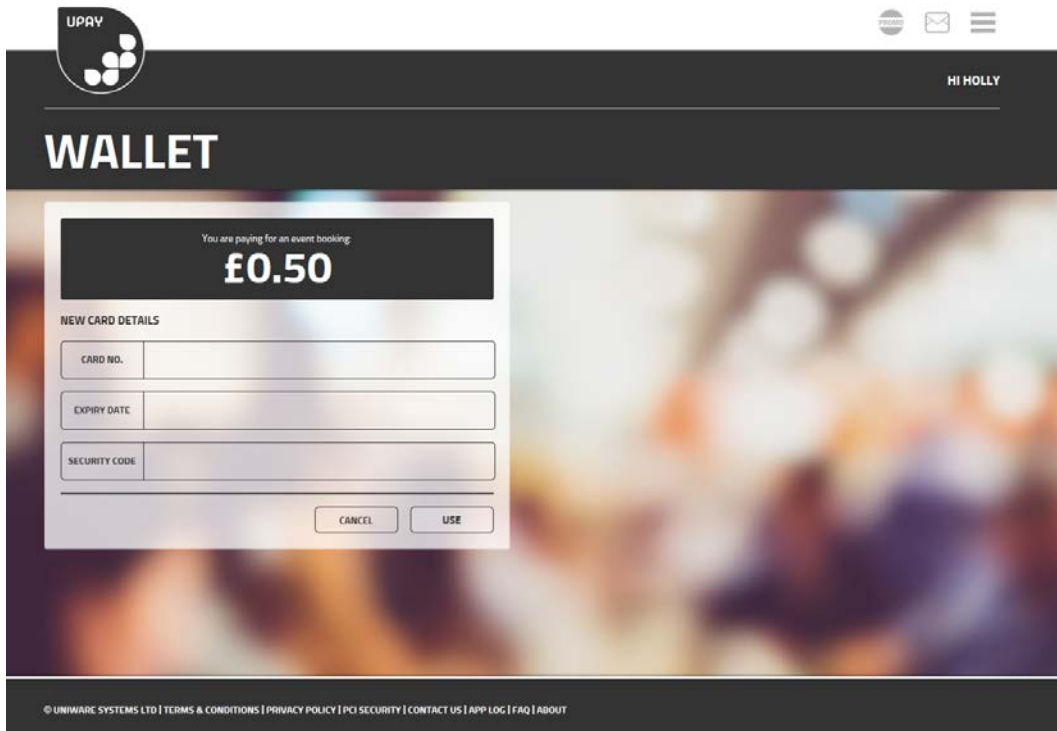 UPAY
PROMO
HI HOLLY
WALLET
You are paying for an event booking:
£0.50
NEW CARD DETAILS
CARD NO.
EXPIRY DATE
SECURITY CODE
CANCEL USE
© UNIWARE SYSTEMS LTD | TERMS & CONDITIONS | PRIVACY POLICY | PCI SECURITY | CONTACT US | APP LOG | FAQ | ABOUT